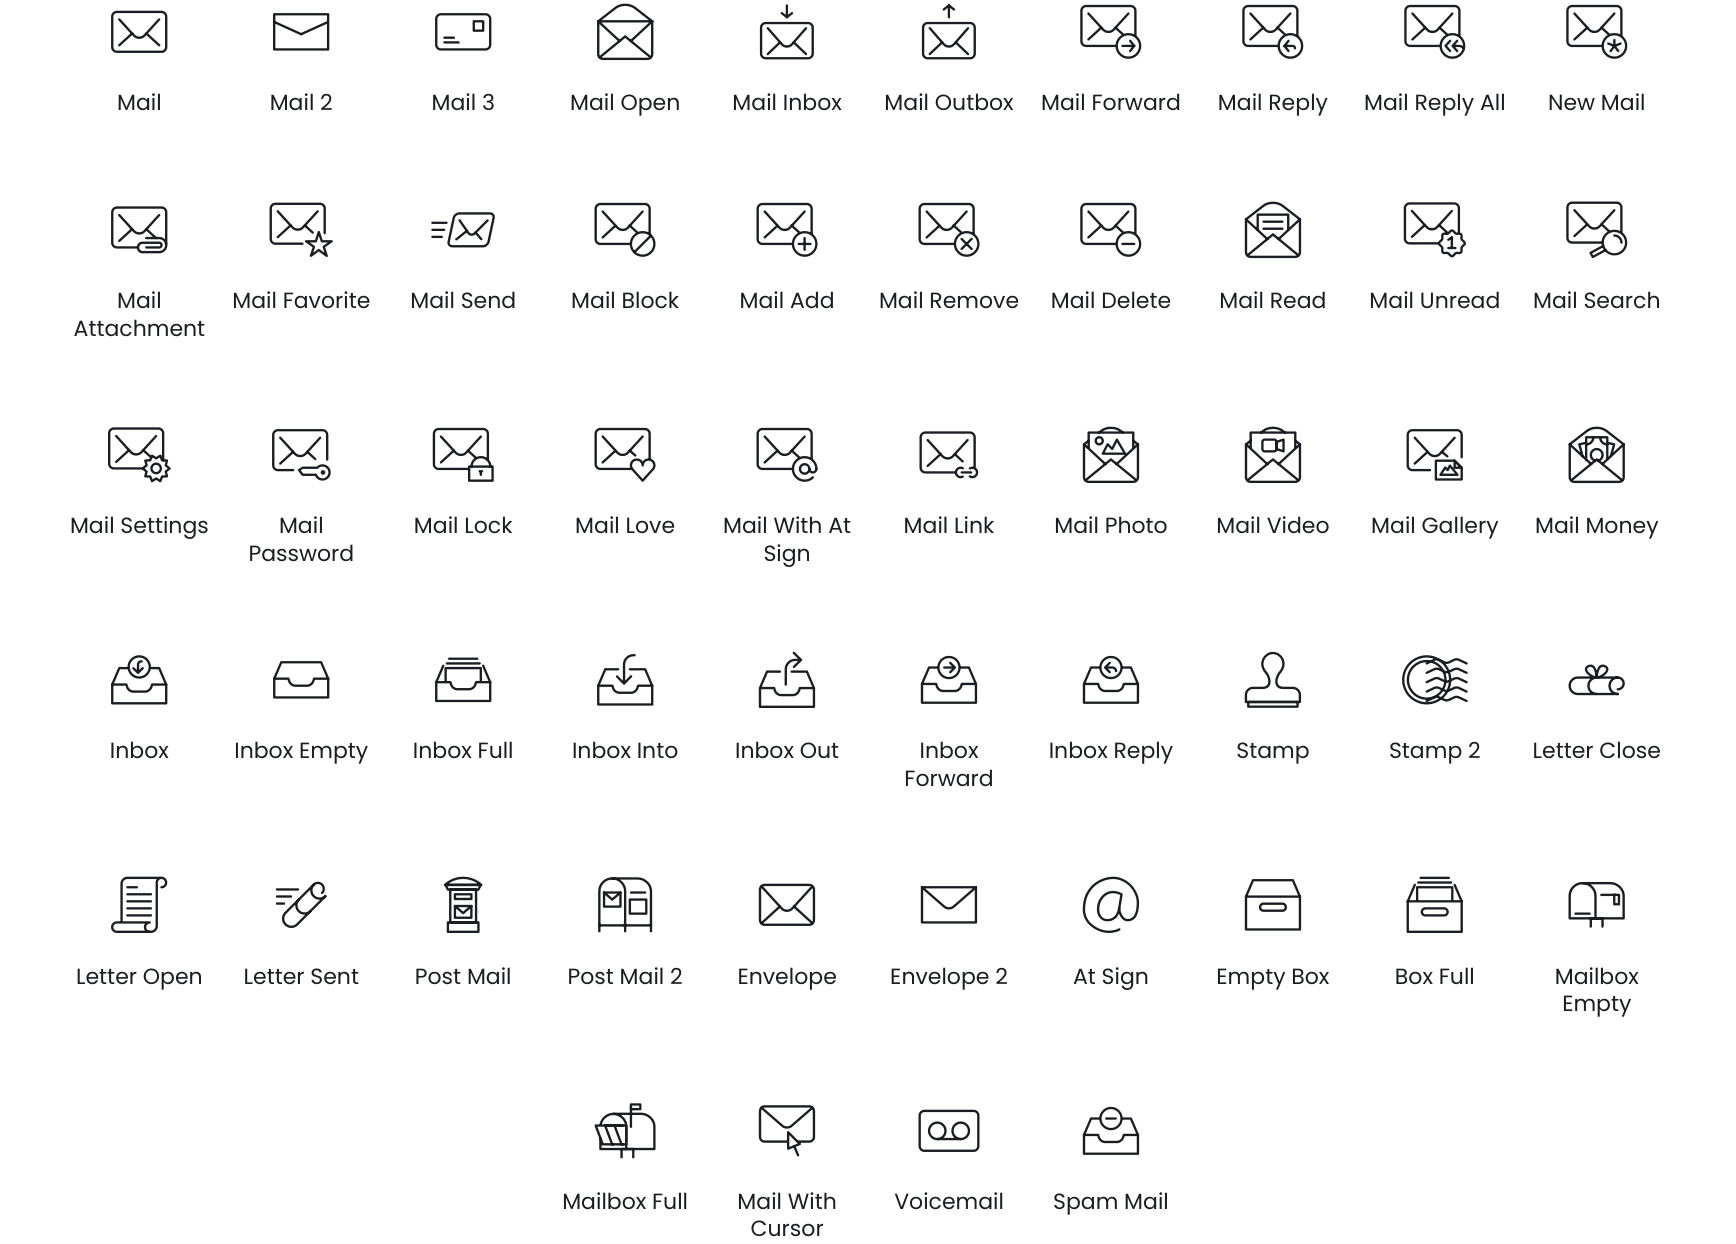 Mail
Mail 2
Mail 3
Mail Open
Mail Inbox
Mail Outbox
Mail Forward
Mail Reply
Mail Reply All
New Mail
Mail
Attachment
Mail Favorite
Mail Send
Mail Block
Mail Add
Mail Remove
Mail Delete
Mail Read
1
Mail Unread
Mail Search
Mail Settings
Mail
Password
Mail Lock
Mail Love
@
Mail With At
Sign
Mail Link
Mail Photo
Mail Video
Mail Gallery
Mail Money
Inbox
Inbox Empty
Inbox Full
Inbox Into
Inbox Out
Inbox
Forward
Inbox Reply
Stamp
Stamp 2
Letter Close
Letter Open
Letter Sent
Post Mail
Post Mail 2
Envelope
Envelope 2
@
At Sign
Empty Box
Box Full
Mailbox
Empty
Mailbox Full
Mail With
Cursor
Voicemail
Spam Mail